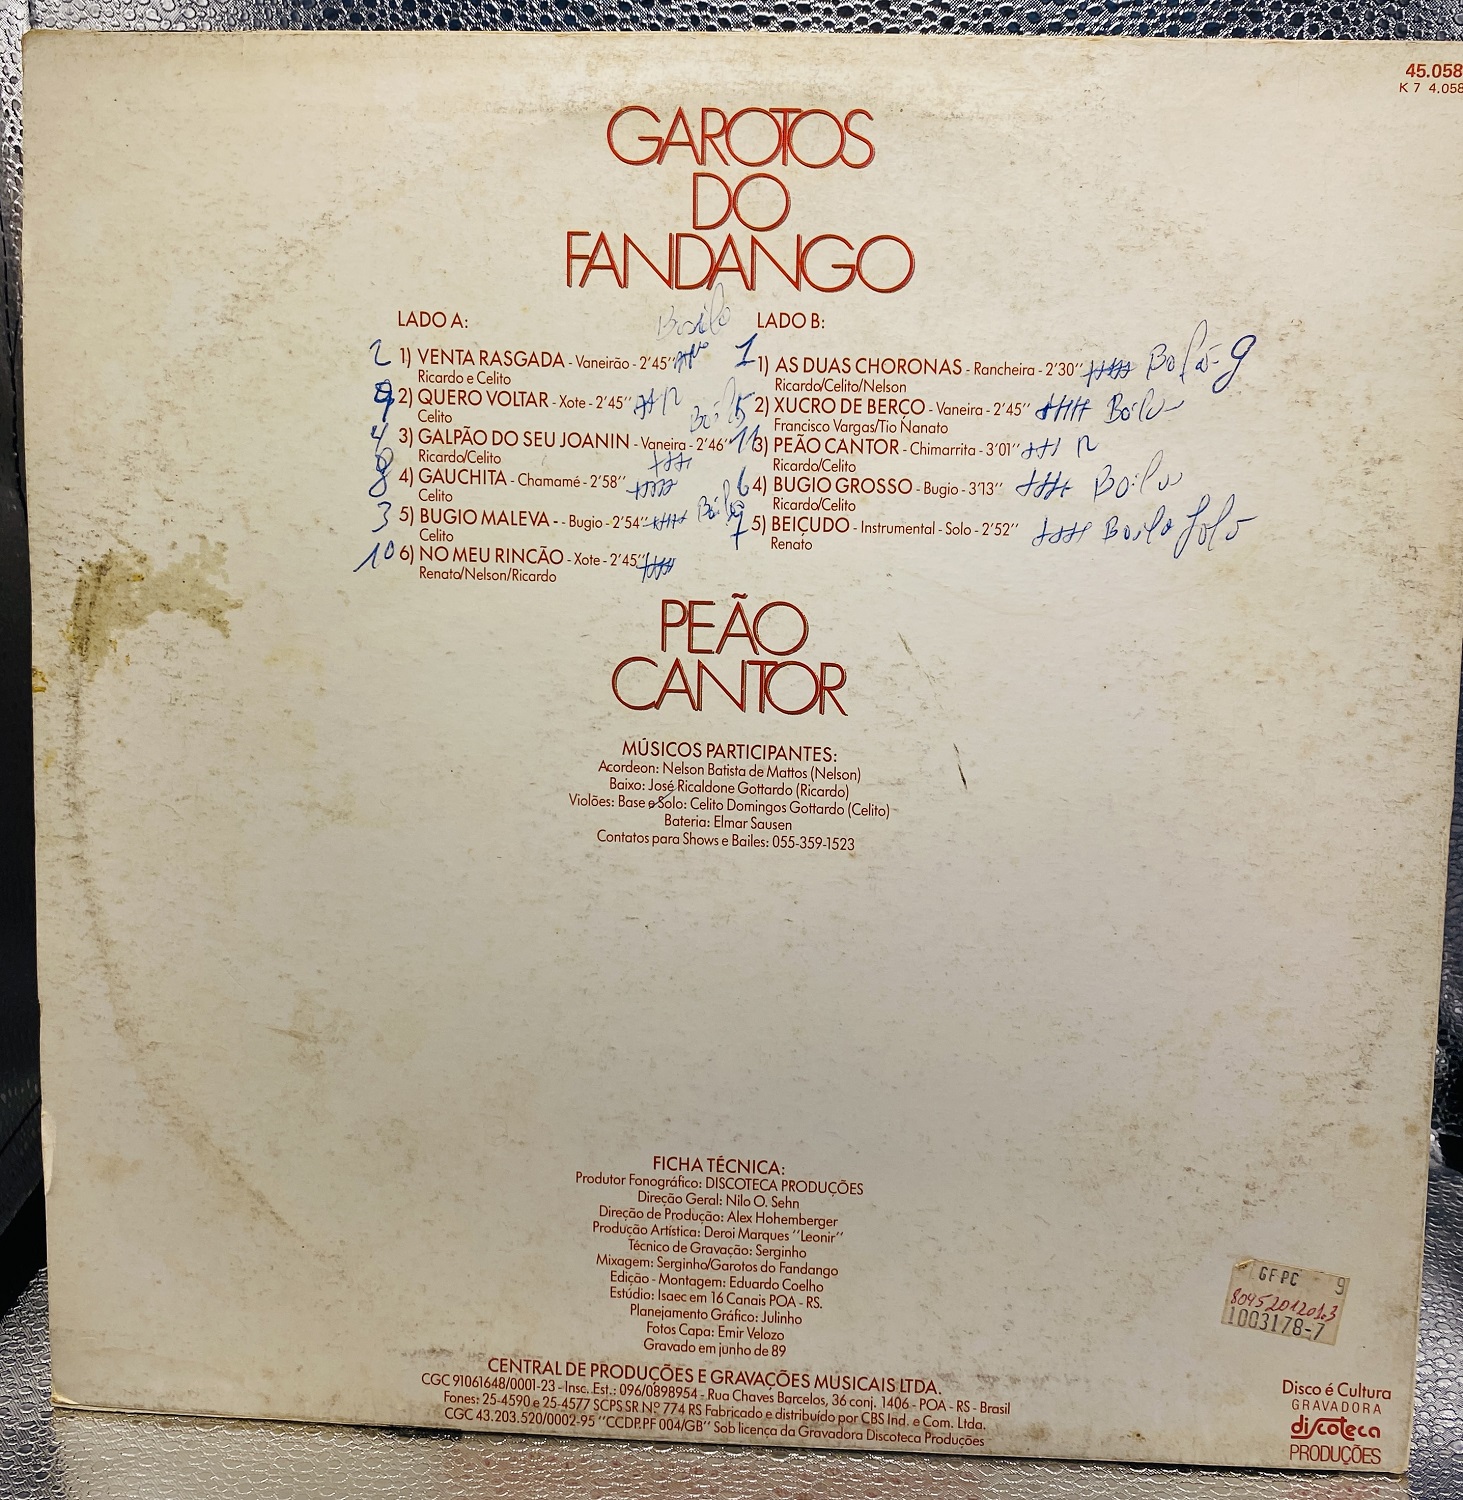 45.058
K 7 4.058
GAROTOS
DO
FANDANGO
LADO A:
2 1) VENTA RASGADA - Vaneirão - 2'45''
Ricardo e Celito
9 2) QUERO VOLTAR - Xote - 2'45''
Celito
4 3) GALPÃO DO SEU JOANIN - Vaneira - 2'46''
Ricardo/Celito
8 4) GAUCHITA - Chamamé - 2'58''
Celito
3 5) BUGIO MALEVA - - Bugio - 2'54''
Celito
10 6) NO MEU RINCÃO - Xote - 2'45''
Renato/Nelson/Ricardo
LADO B:
1 1) AS DUAS CHORONAS - Rancheira - 2'30''
Ricardo/Celito/Nelson
5 2) XUCRO DE BERÇO - Vaneira - 2'45''
Francisco Vargas/Tio Nanato
11 3) PEÃO CANTOR - Chimarrita - 3'01''
Ricardo/Celito
6 4) BUGIO GROSSO - Bugio - 3'13''
Ricardo/Celito
7 5) BEIÇUDO - Instrumental - Solo - 2'52''
Renato
PEÃO
CANTOR
MÚSICOS PARTICIPANTES:
Acordeon: Nelson Batista de Mattos (Nelson)
Baixo: José Ricaldone Gottardo (Ricardo)
Violões: Base e Solo: Celito Domingos Gottardo (Celito)
Bateria: Elmar Sausen
Contatos para Shows e Bailes: 055-359-1523
FICHA TÉCNICA:
Produtor Fonográfico: DISCOTECA PRODUÇÕES
Direção Geral: Nilo O. Sehn
Direção de Produção: Alex Hohemberger
Produção Artística: Deroi Marques ''Leonir''
Técnico de Gravação: Serginho
Mixagem: Serginho/Garotos do Fandango
Edição - Montagem: Eduardo Coelho
Estúdio: Isaec em 16 Canais POA - RS.
Planejamento Gráfico: Julinho
Fotos Capa: Emir Velozo
Gravado em junho de 89
CENTRAL DE PRODUÇÕES E GRAVAÇÕES MUSICAIS LTDA.
CGC 91061648/0001-23 - Insc. Est.: 096/0898954 - Rua Chaves Barcelos, 36 conj. 1406 - POA - RS - Brasil
Fones: 25-4590 e 25-4577 SCPS SR Nº 774 RS Fabricado e distribuído por CBS Ind. e Com. Ltda.
CGC 43.203.520/0002-95 ''CCDP.PF 004/GB'' Sob licença da Gravadora Discoteca Produções
GFPC 9
1003178-7
Disco é Cultura
GRAVADORA
discoteca
PRODUÇÕES